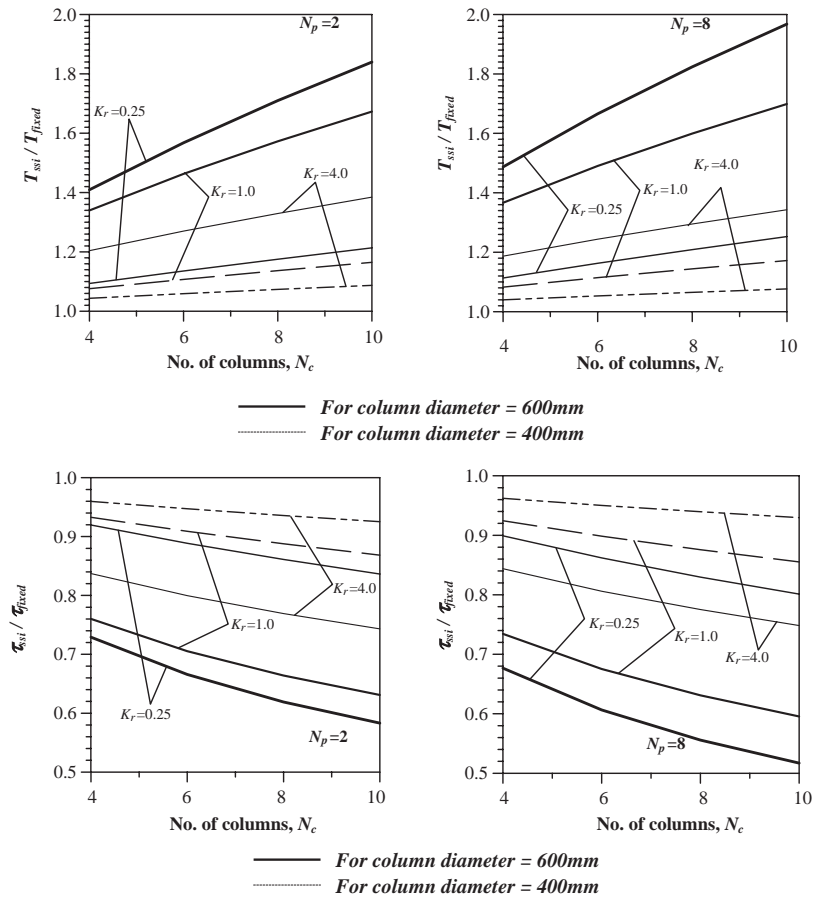 2.0
1.8
1.6
1.4
1.2
1.0
T_ssi / T_fixed
N_p=2
K_r=0.25
K_r=1.0
K_r=4.0
4
6
8
10
No. of columns, N_c
2.0
1.8
1.6
1.4
1.2
1.0
T_ssi / T_fixed
N_p=8
K_r=4.0
K_r=1.0
K_r=0.25
4
6
8
10
No. of columns, N_c
For column diameter = 600mm
For column diameter = 400mm
1.0
0.9
0.8
0.7
0.6
0.5
τ_ssi / τ_fixed
K_r=4.0
K_r=1.0
K_r=0.25
N_p=2
4
6
8
10
No. of columns, N_c
1.0
0.9
0.8
0.7
0.6
0.5
τ_ssi / τ_fixed
K_r=0.25
K_r=1.0
K_r=4.0
N_p=8
4
6
8
10
No. of columns, N_c
For column diameter = 600mm
For column diameter = 400mm